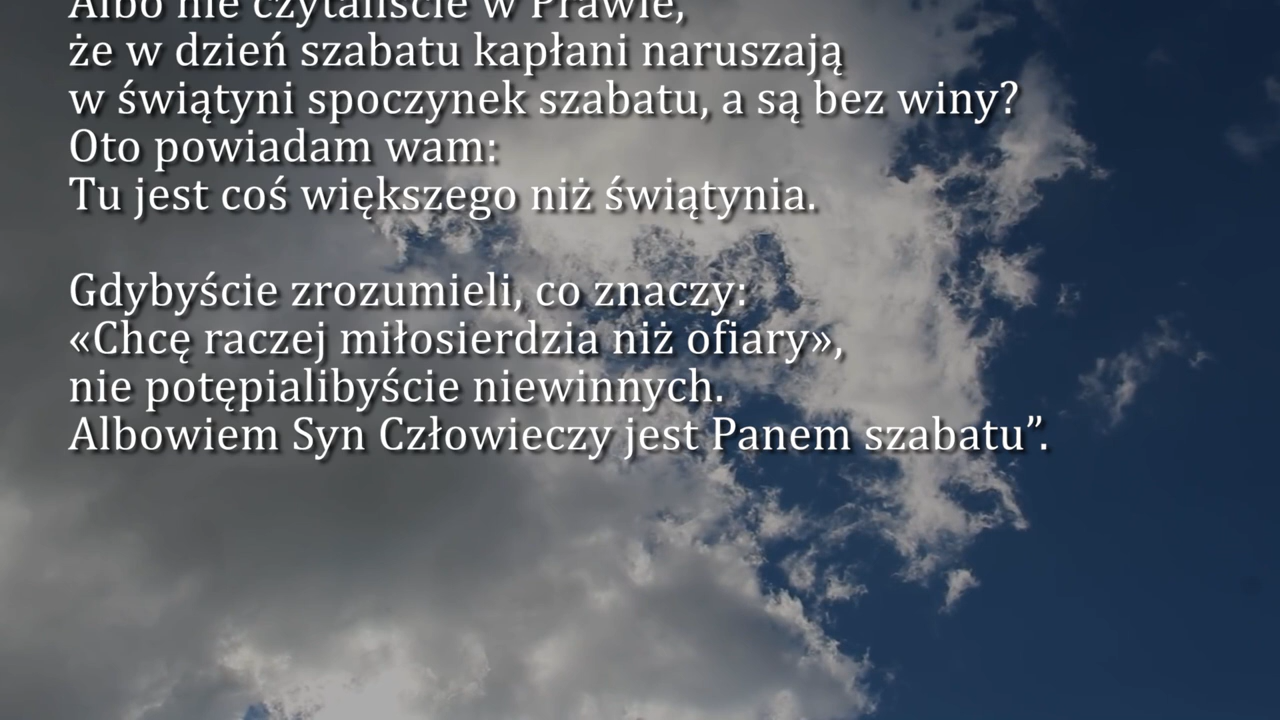 Albo nie czytaliście w Prawie,
że w dzień szabatu kapłani naruszają
w świątyni spoczynek szabatu, a są bez winy?
Oto powiadam wam:
Tu jest coś większego niż świątynia.
Gdybyście zrozumieli, co znaczy:
«Chcę raczej miłosierdzia niż ofiary»,
nie potępialibyście niewinnych.
Albowiem Syn Człowieczy jest Panem szabatu”.